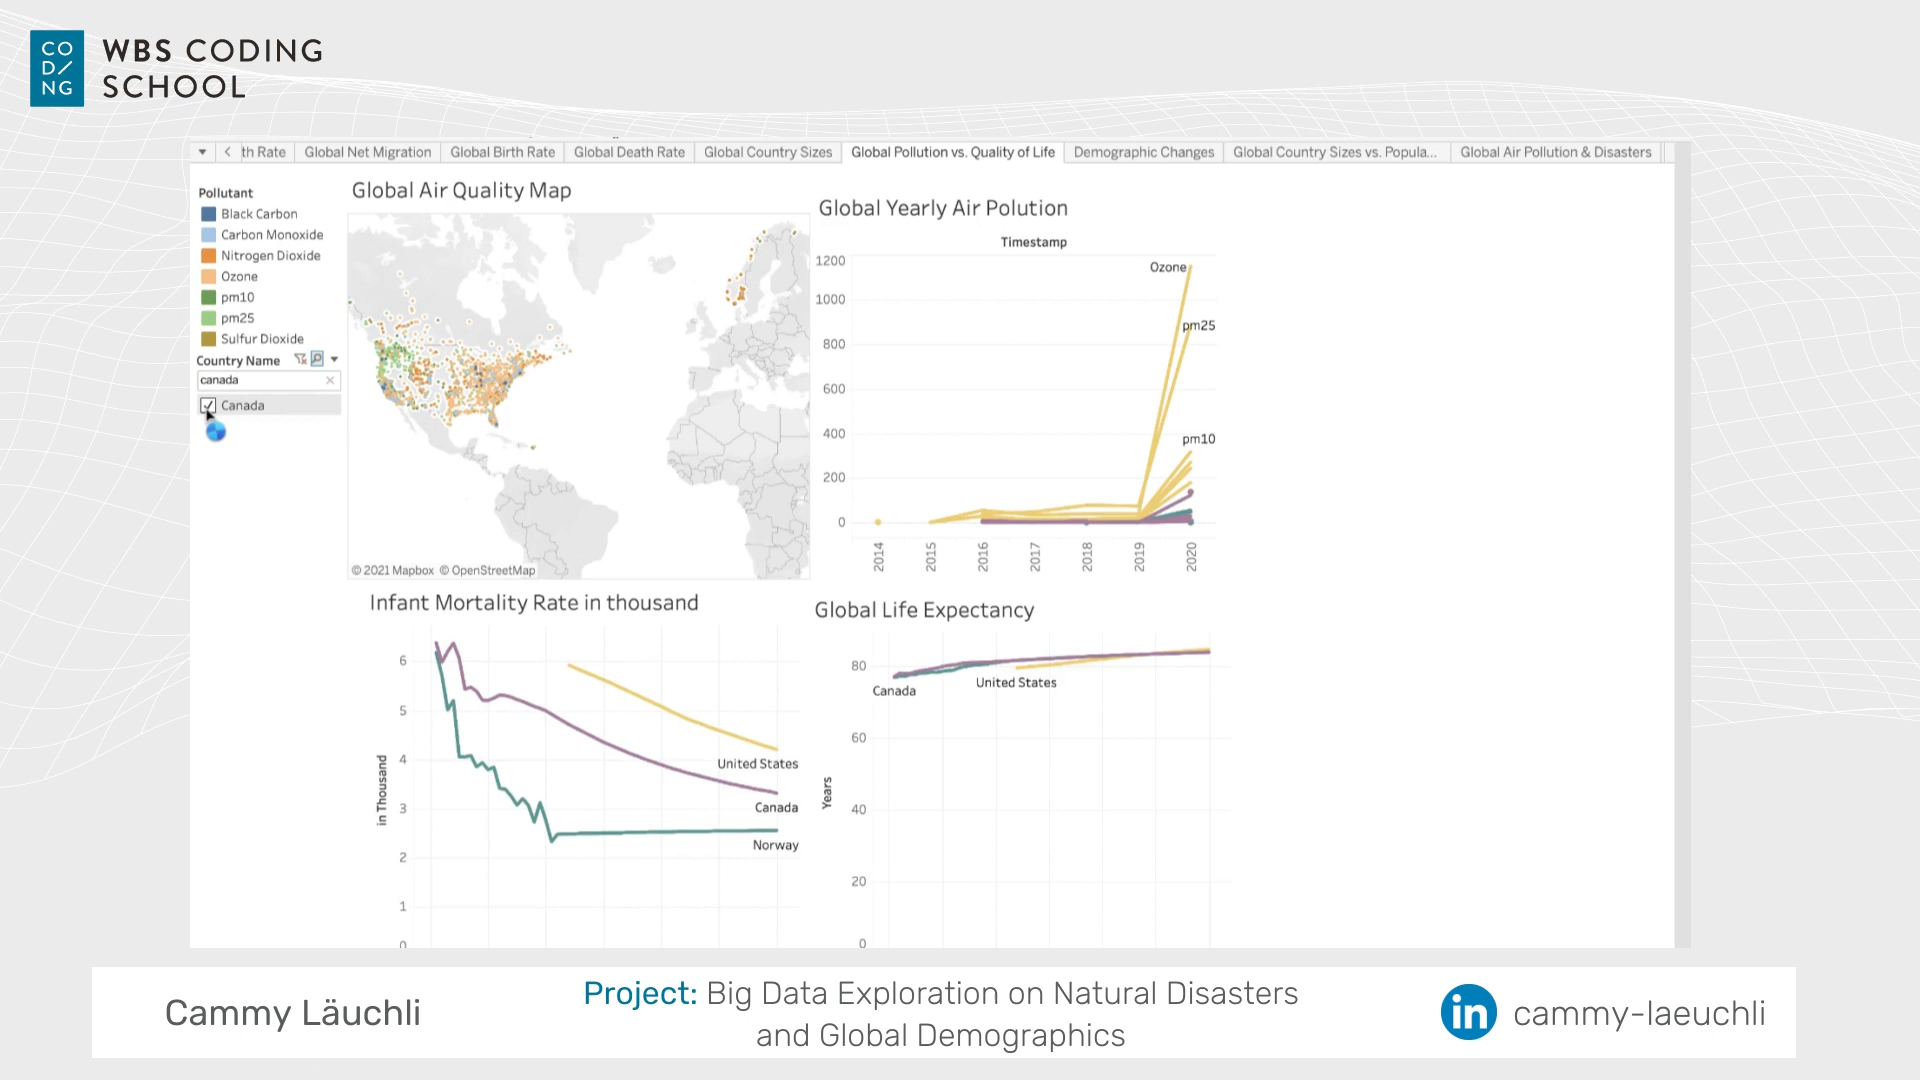 CO
D/
NG
WBS CODING
SCHOOL
th Rate
Global Net Migration
Global Birth Rate
Global Death Rate
Global Country Sizes
Global Pollution vs. Quality of Life
Demographic Changes
Global Country Sizes vs. Popula...
Global Air Pollution & Disasters
Pollutant
Black Carbon
Carbon Monoxide
Nitrogen Dioxide
Ozone
pm10
pm25
Sulfur Dioxide
Country Name
canada
Canada
Global Air Quality Map
© 2021 Mapbox © OpenStreetMap
Global Yearly Air Polution
Timestamp
1200
1000
800
600
400
200
0
Ozone
pm25
pm10
2014
2015
2016
2017
2018
2019
2020
Infant Mortality Rate in thousand
in Thousand
6
5
4
3
2
1
0
United States
Canada
Norway
Global Life Expectancy
Years
80
60
40
20
0
Canada
United States
Cammy Läuchli
Project: Big Data Exploration on Natural Disasters
and Global Demographics
in
cammy-laeuchli